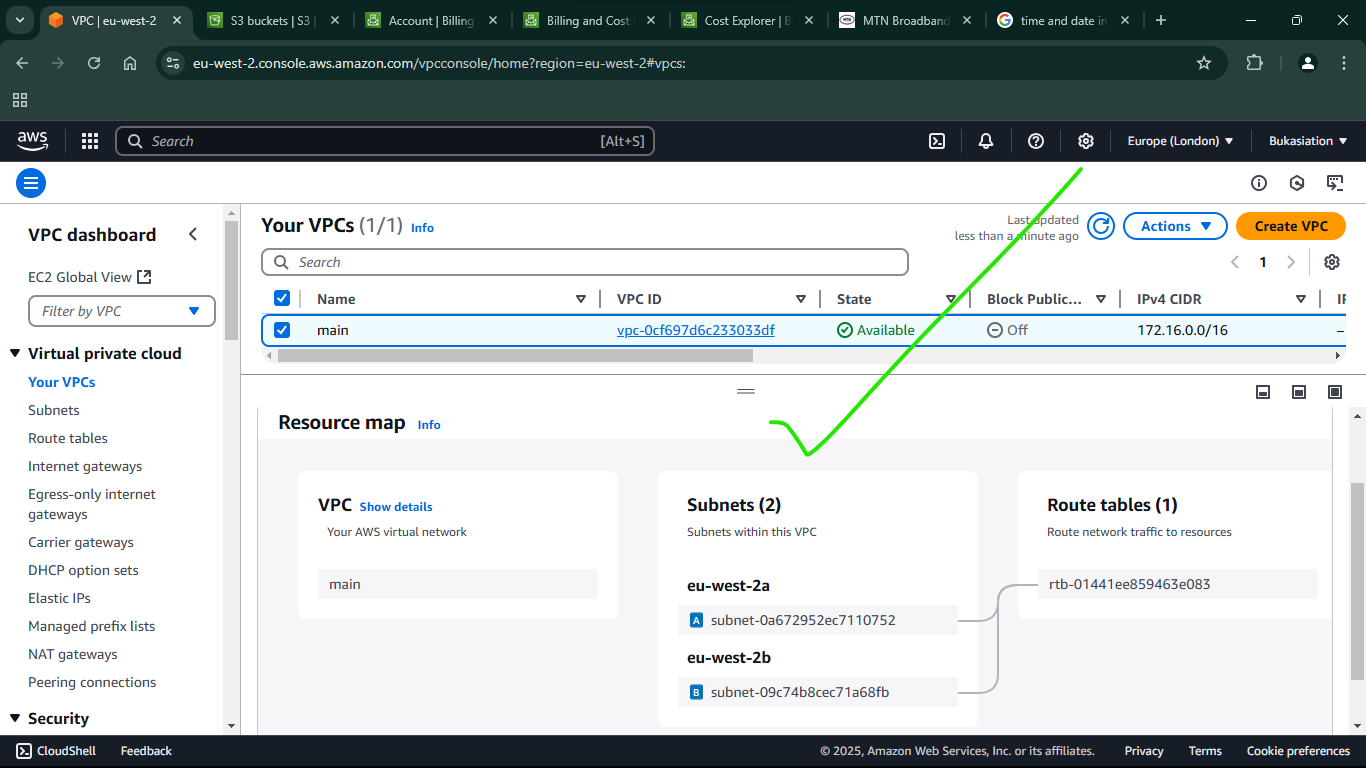 VPC | eu-west-2
S3 buckets | S3 |
Account | Billing
Billing and Cost
Cost Explorer | B
MTN Broadband
time and date in
eu-west-2.console.aws.amazon.com/vpcconsole/home?region=eu-west-2#vpcs:
aws
Search
[Alt+S]
Europe (London)
Bukasiation
VPC dashboard
EC2 Global View
Filter by VPC
Virtual private cloud
Your VPCs
Subnets
Route tables
Internet gateways
Egress-only internet
gateways
Carrier gateways
DHCP option sets
Elastic IPs
Managed prefix lists
NAT gateways
Peering connections
Security
Your VPCs (1/1) Info
Last updated
less than a minute ago
Actions
Create VPC
Search
1
Name
VPC ID
State
Block Public...
IPv4 CIDR
IP
main
vpc-0cf697d6c233033df
Available
Off
172.16.0.0/16
–
Resource map Info
VPC Show details
Your AWS virtual network
main
Subnets (2)
Subnets within this VPC
eu-west-2a
A subnet-0a672952ec7110752
eu-west-2b
B subnet-09c74b8cec71a68fb
Route tables (1)
Route network traffic to resources
rtb-01441ee859463e083
CloudShell
Feedback
© 2025, Amazon Web Services, Inc. or its affiliates.
Privacy
Terms
Cookie preferences